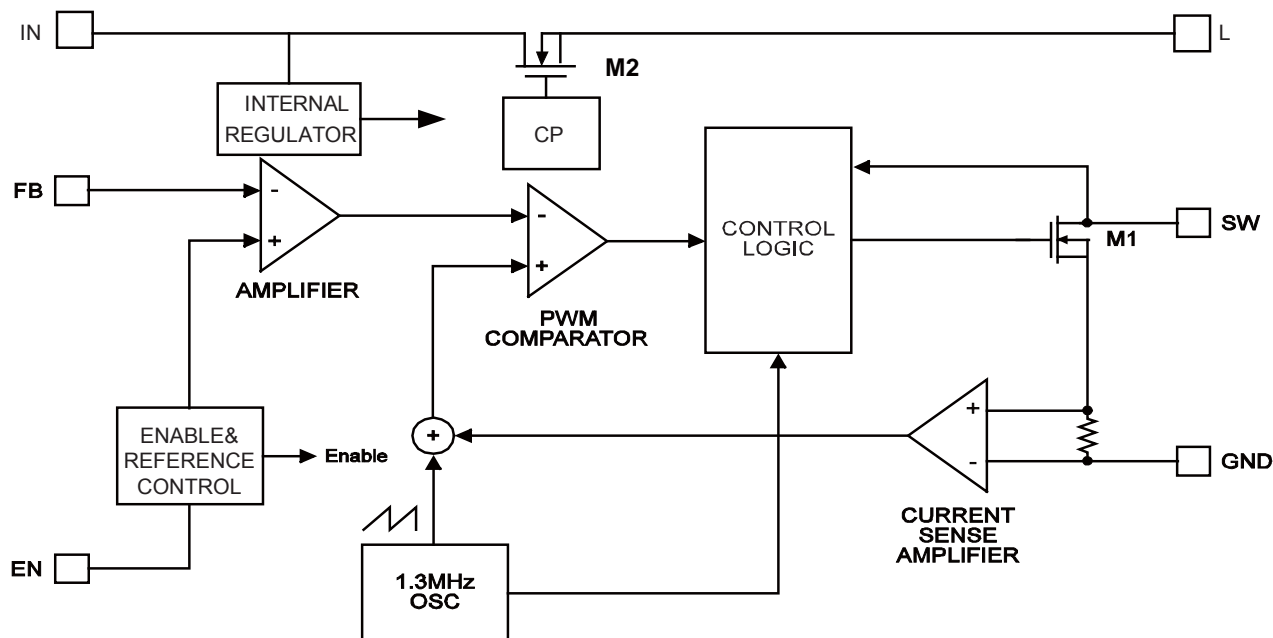 IN
L
M2
INTERNAL
REGULATOR
CP
FB
-
+
AMPLIFIER
-
+
PWM
COMPARATOR
CONTROL
LOGIC
M1
SW
ENABLE&
REFERENCE
CONTROL
Enable
+
+
-
GND
CURRENT
SENSE
AMPLIFIER
EN
1.3MHz
OSC